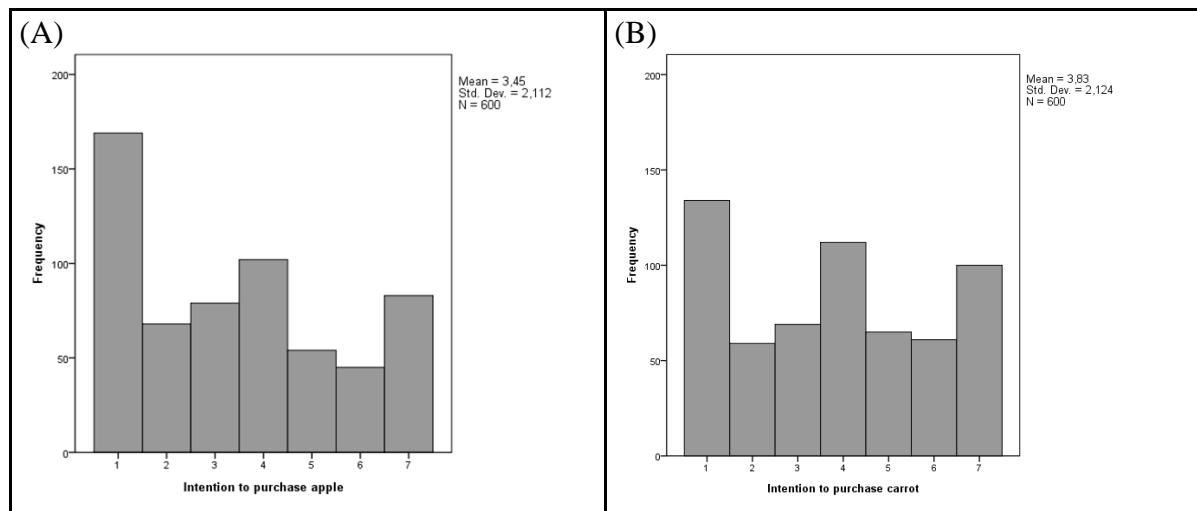 (A)
Mean = 3,45
Std. Dev. = 2,112
N = 600
200
150
100
50
0
Frequency
1 2 3 4 5 6 7
Intention to purchase apple
(B)
Mean = 3,83
Std. Dev. = 2,124
N = 600
200
150
100
50
0
Frequency
1 2 3 4 5 6 7
Intention to purchase carrot